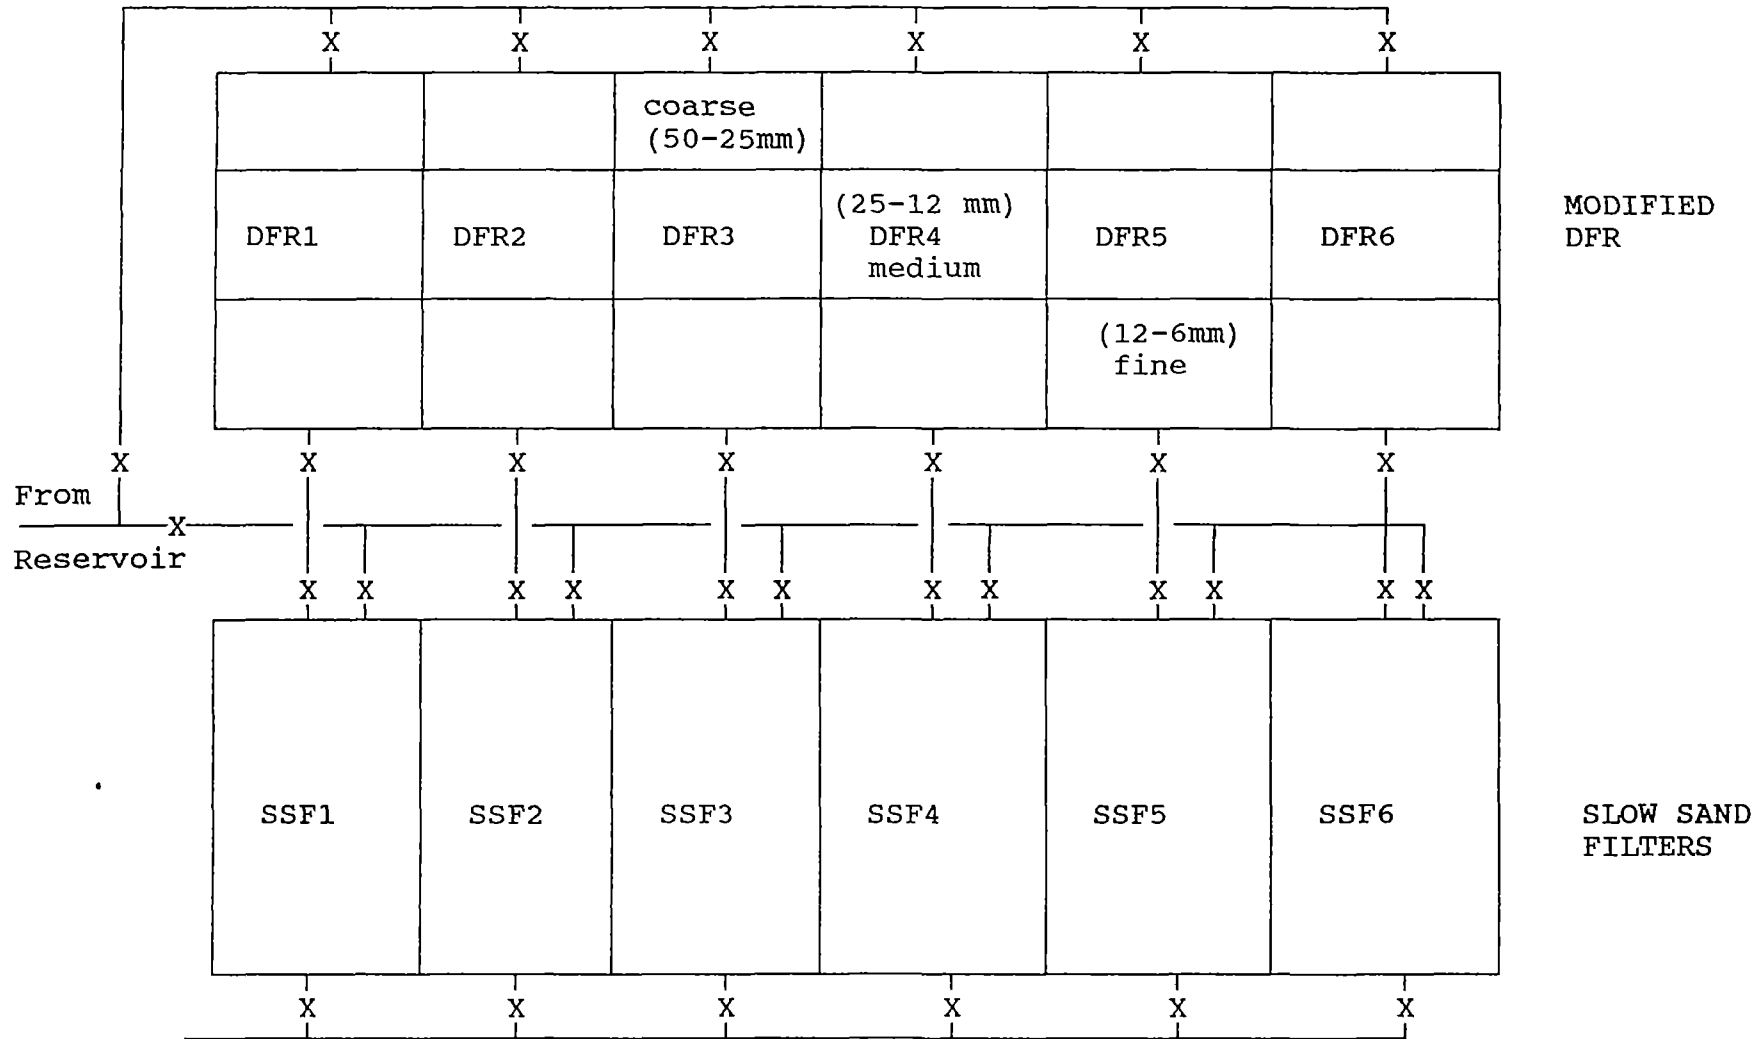 X X X X X X
coarse
(50-25mm)
(25-12 mm)
DFR1 DFR2 DFR3 DFR4 DFR5 DFR6
medium
MODIFIED
DFR
(12-6mm)
fine
X X X X X X X
From
X
Reservoir
X X X X X X X X X X X X
SSF1 SSF2 SSF3 SSF4 SSF5 SSF6
SLOW SAND
FILTERS
X X X X X X